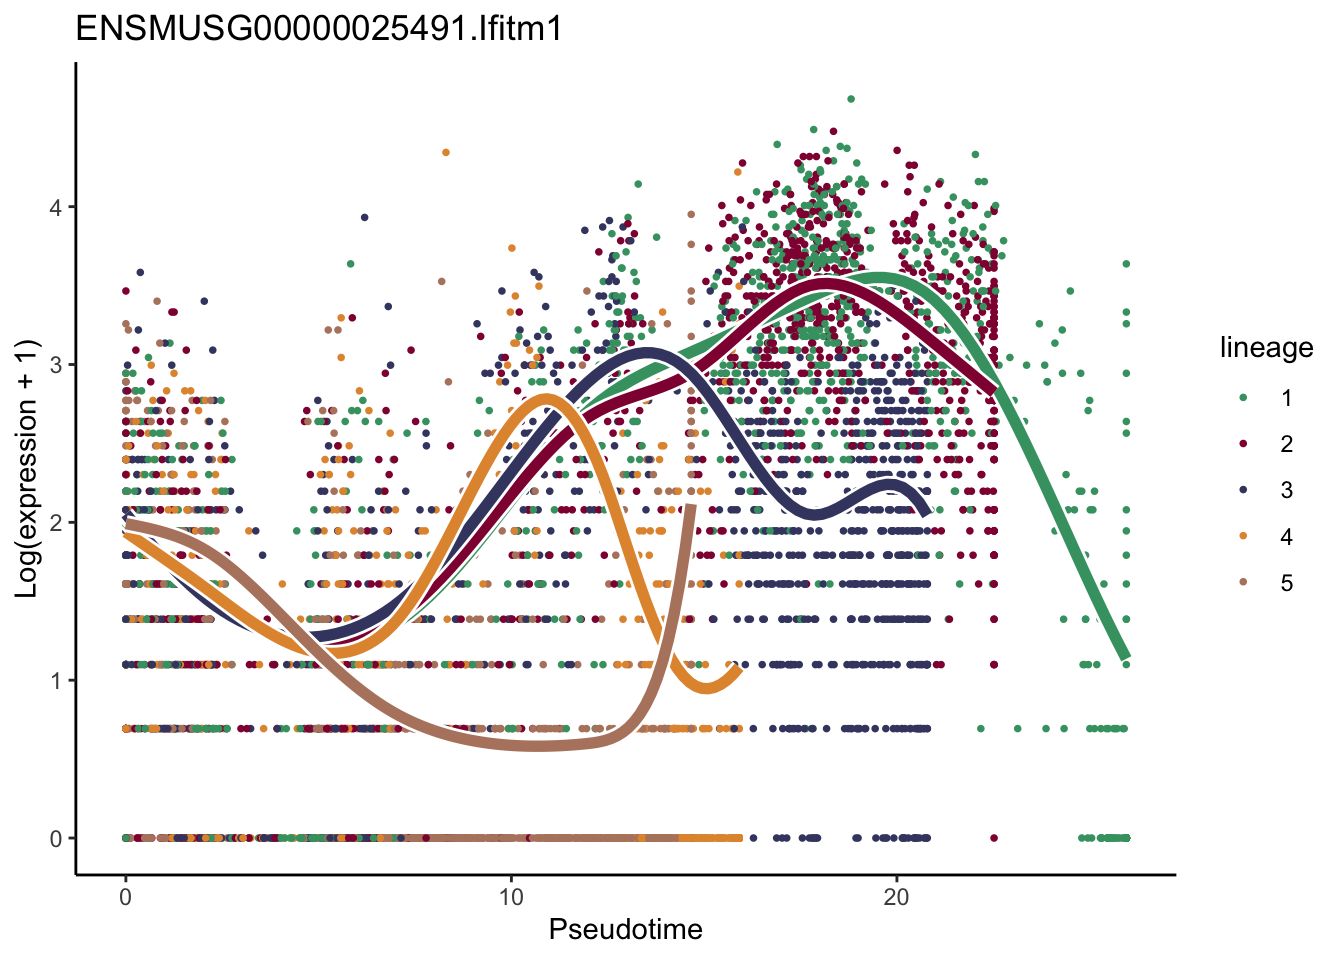 ENSMUSG00000025491.Ifitm1
Log(expression + 1)
4
3
2
1
0
0 10 20
Pseudotime
lineage
1
2
3
4
5